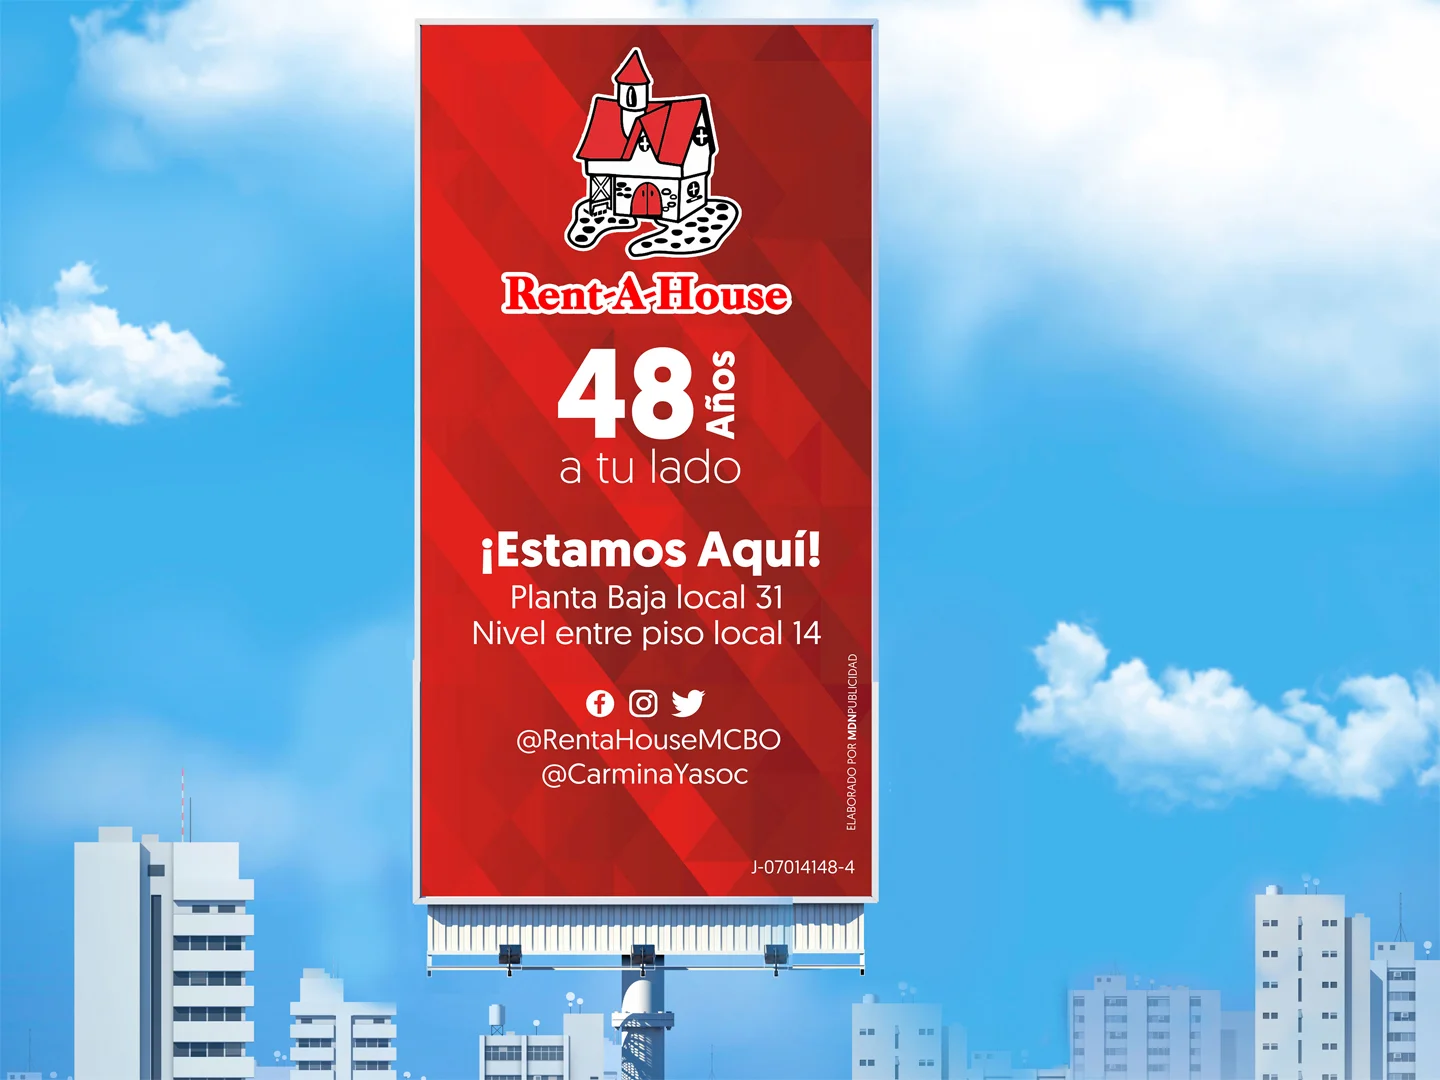 Rent-A-House
48 Años
a tu lado
¡Estamos Aquí!
Planta Baja local 31
Nivel entre piso local 14
@RentaHouseMCBO
@CarminaYasoc
ELABORADO POR MDNPUBLICIDAD
J-07014148-4